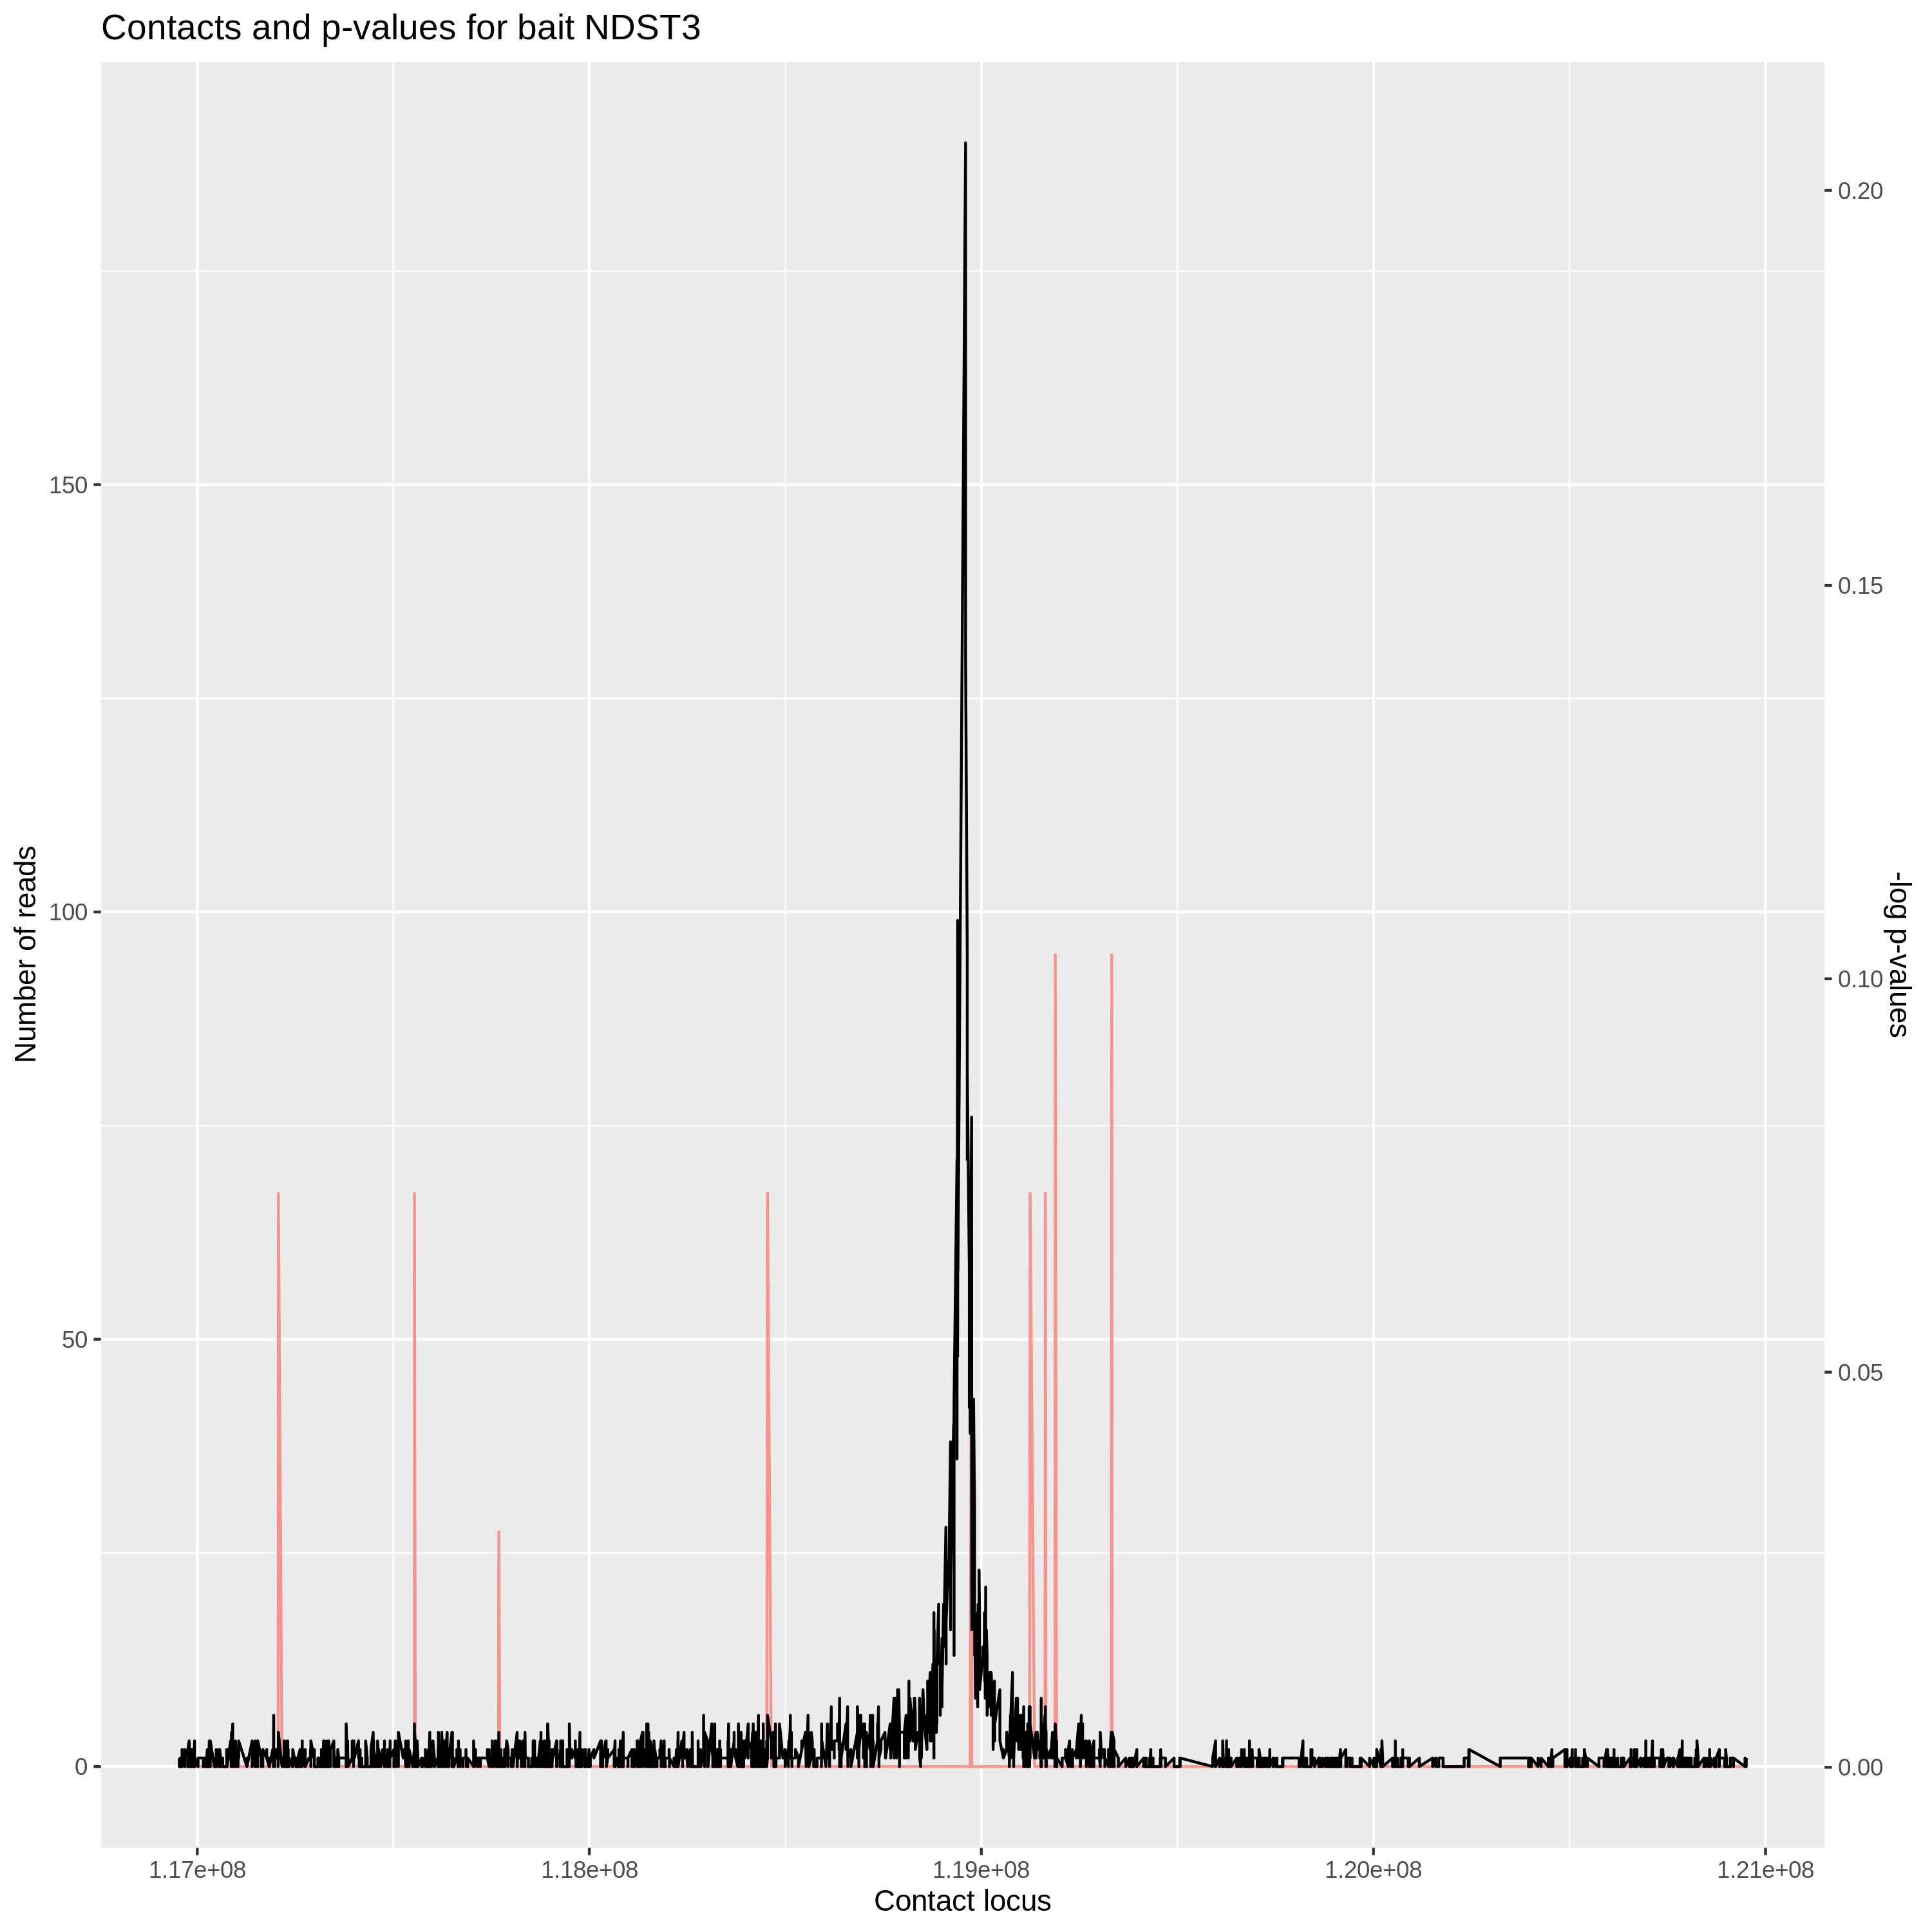 Contacts and p-values for bait NDST3
Number of reads
150
100
50
0
0.20
0.15
0.10
0.05
0.00
-log p-values
1.17e+08
1.18e+08
1.19e+08
1.20e+08
1.21e+08
Contact locus